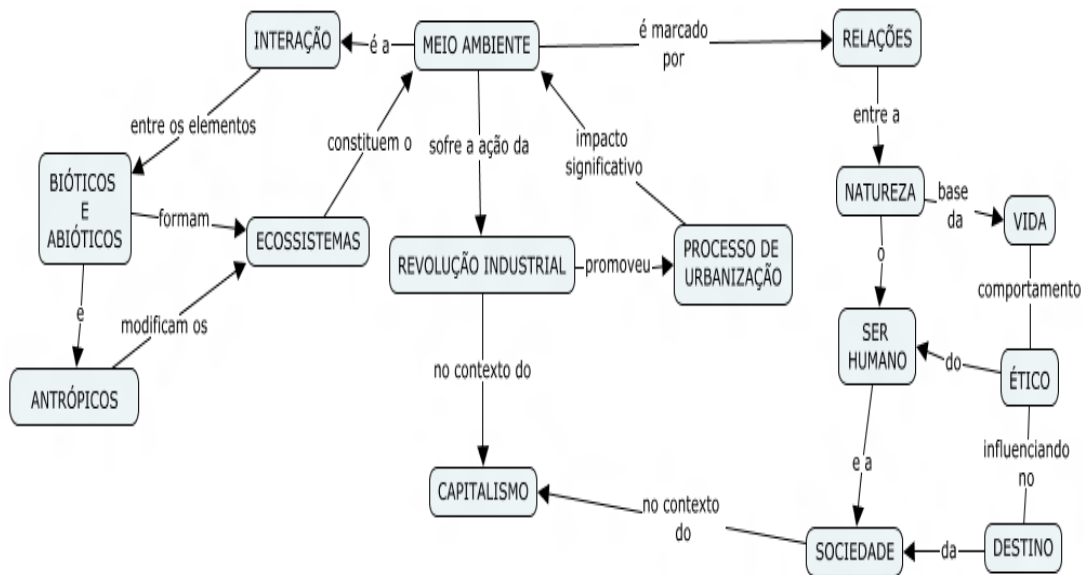 INTERAÇÃO
é a
MEIO AMBIENTE
é marcado
por
RELAÇÕES
entre os elementos
constituem o
sofre a ação da
impacto
significativo
entre a
BIÓTICOS
E
ABIÓTICOS
formam
ECOSSISTEMAS
REVOLUÇÃO INDUSTRIAL
promoveu
PROCESSO DE
URBANIZAÇÃO
NATUREZA
base
da
VIDA
o
comportamento
e
modificam os
ANTRÓPICOS
no contexto do
SER
HUMANO
do
ÉTICO
influenciando
no
e a
CAPITALISMO
no contexto
do
SOCIEDADE
da
DESTINO